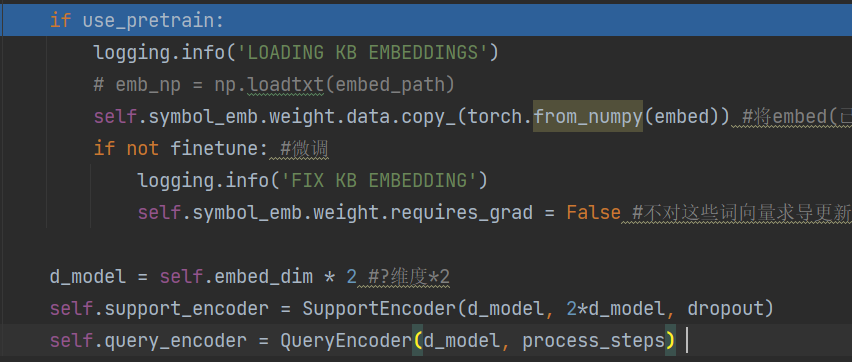 if use_pretrain:
logging.info('LOADING KB EMBEDDINGS')
# emb_np = np.loadtxt(embed_path)
self.symbol_emb.weight.data.copy_(torch.from_numpy(embed)) #将embed(
if not finetune: #微调
logging.info('FIX KB EMBEDDING')
self.symbol_emb.weight.requires_grad = False #不对这些词向量求导更新
d_model = self.embed_dim * 2 #?维度*2
self.support_encoder = SupportEncoder(d_model, 2*d_model, dropout)
self.query_encoder = QueryEncoder(d_model, process_steps)